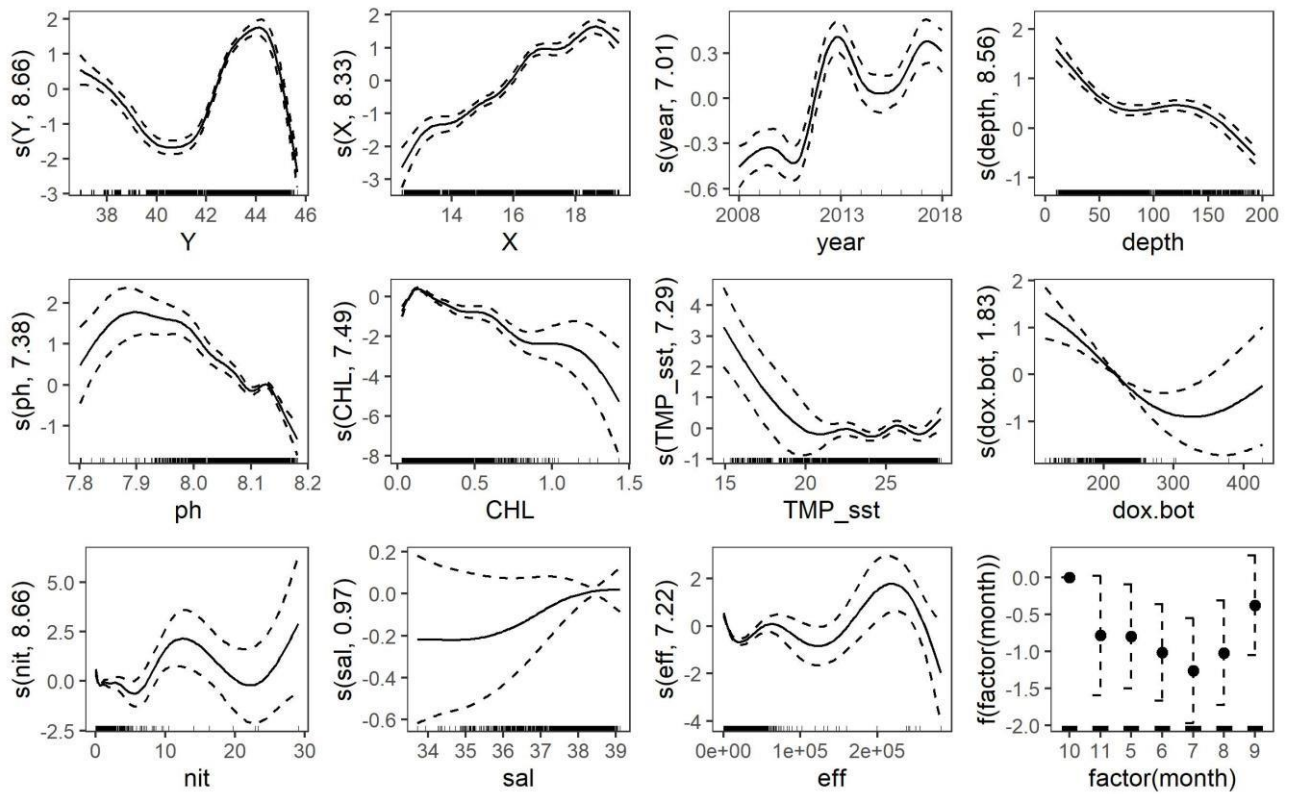 s(Y, 8.66)
2
1
0
-1
-2
-3
38 40 42 44 46
Y
s(X, 8.33)
2
1
0
-1
-2
-3
14 16 18
X
s(year, 7.01)
0.3
0.0
-0.3
-0.6
2008 2013 2018
year
s(depth, 8.56)
2
1
0
-1
0 50 100 150 200
depth
s(ph, 7.38)
2
1
0
-1
7.8 7.9 8.0 8.1 8.2
ph
s(CHL, 7.49)
0
-2
-4
-6
-8
0.0 0.5 1.0 1.5
CHL
s(TMP_sst, 7.29)
4
3
2
1
0
-1
15 20 25
TMP_sst
s(dox.bot, 1.83)
2
1
0
-1
200 300 400
dox.bot
s(nit, 8.66)
5.0
2.5
0.0
-2.5
0 10 20 30
nit
s(sal, 0.97)
0.2
0.0
-0.2
-0.4
-0.6
34 35 36 37 38 39
sal
s(eff, 7.22)
2
0
-2
-4
0e+00 1e+05 2e+05
eff
f(factor(month))
0.0
-0.5
-1.0
-1.5
-2.0
10 11 5 6 7 8 9
factor(month)